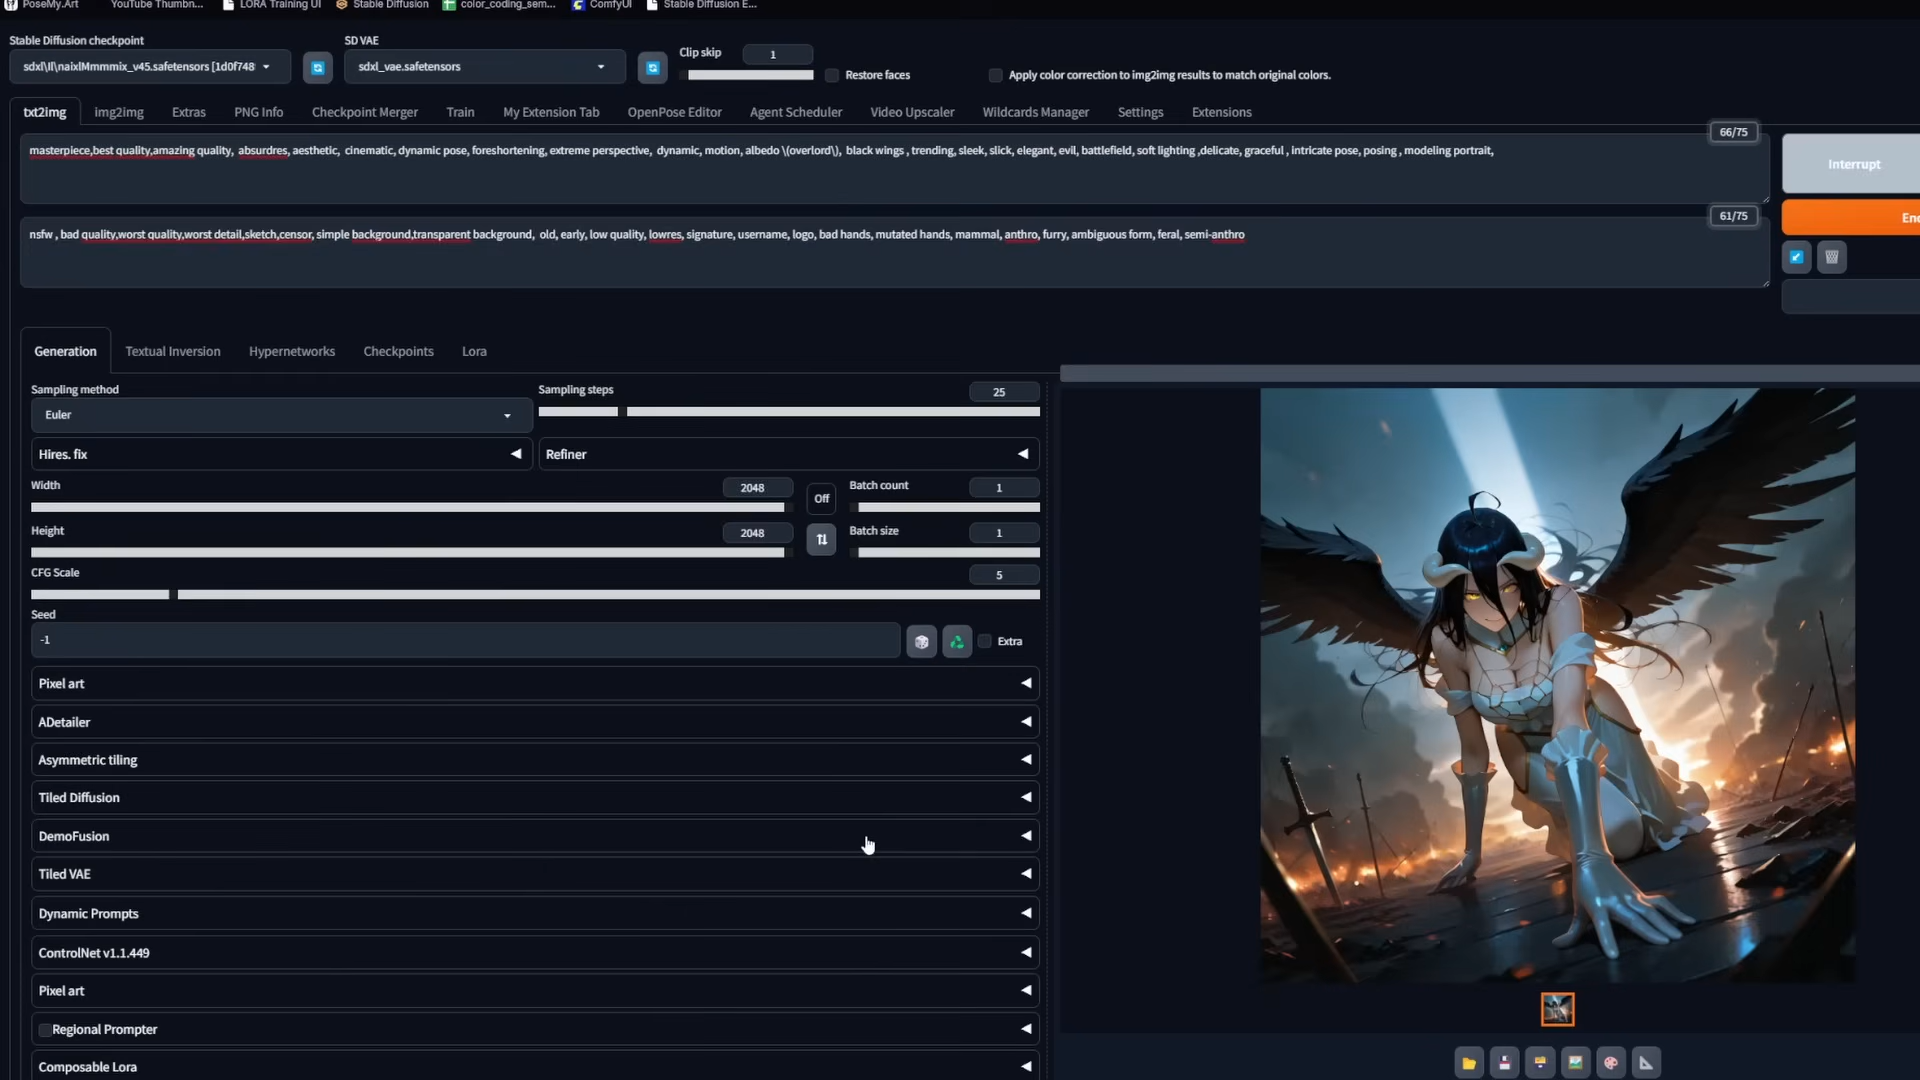 PoseMy.Art YouTube Thumbn... LORA Training UI Stable Diffusion color_coding_sem... ComfyUI Stable Diffusion E...
Stable Diffusion checkpoint SD VAE Clip skip 1
sdxl\Il\naixlMmmmix_v45.safetensors [1d0f748 sdxl_vae.safetensors Restore faces Apply color correction to img2img results to match original colors.
txt2img img2img Extras PNG Info Checkpoint Merger Train My Extension Tab OpenPose Editor Agent Scheduler Video Upscaler Wildcards Manager Settings Extensions
66/75
masterpiece,best quality,amazing quality, absurdres, aesthetic, cinematic, dynamic pose, foreshortening, extreme perspective, dynamic, motion, albedo \(overlord\), black wings , trending, sleek, slick, elegant, evil, battlefield, soft lighting ,delicate, graceful , intricate pose, posing , modeling portrait,
Interrupt
61/75
nsfw , bad quality,worst quality,worst detail,sketch,censor, simple background,transparent background, old, early, low quality, lowres, signature, username, logo, bad hands, mutated hands, mammal, anthro, furry, ambiguous form, feral, semi-anthro
Generation Textual Inversion Hypernetworks Checkpoints Lora
Sampling method Sampling steps 25
Euler
Hires. fix Refiner
Width 2048 Off Batch count 1
Height 2048 Batch size 1
CFG Scale 5
Seed
-1 Extra
Pixel art
ADetailer
Asymmetric tiling
Tiled Diffusion
DemoFusion
Tiled VAE
Dynamic Prompts
ControlNet v1.1.449
Pixel art
Regional Prompter
Composable Lora